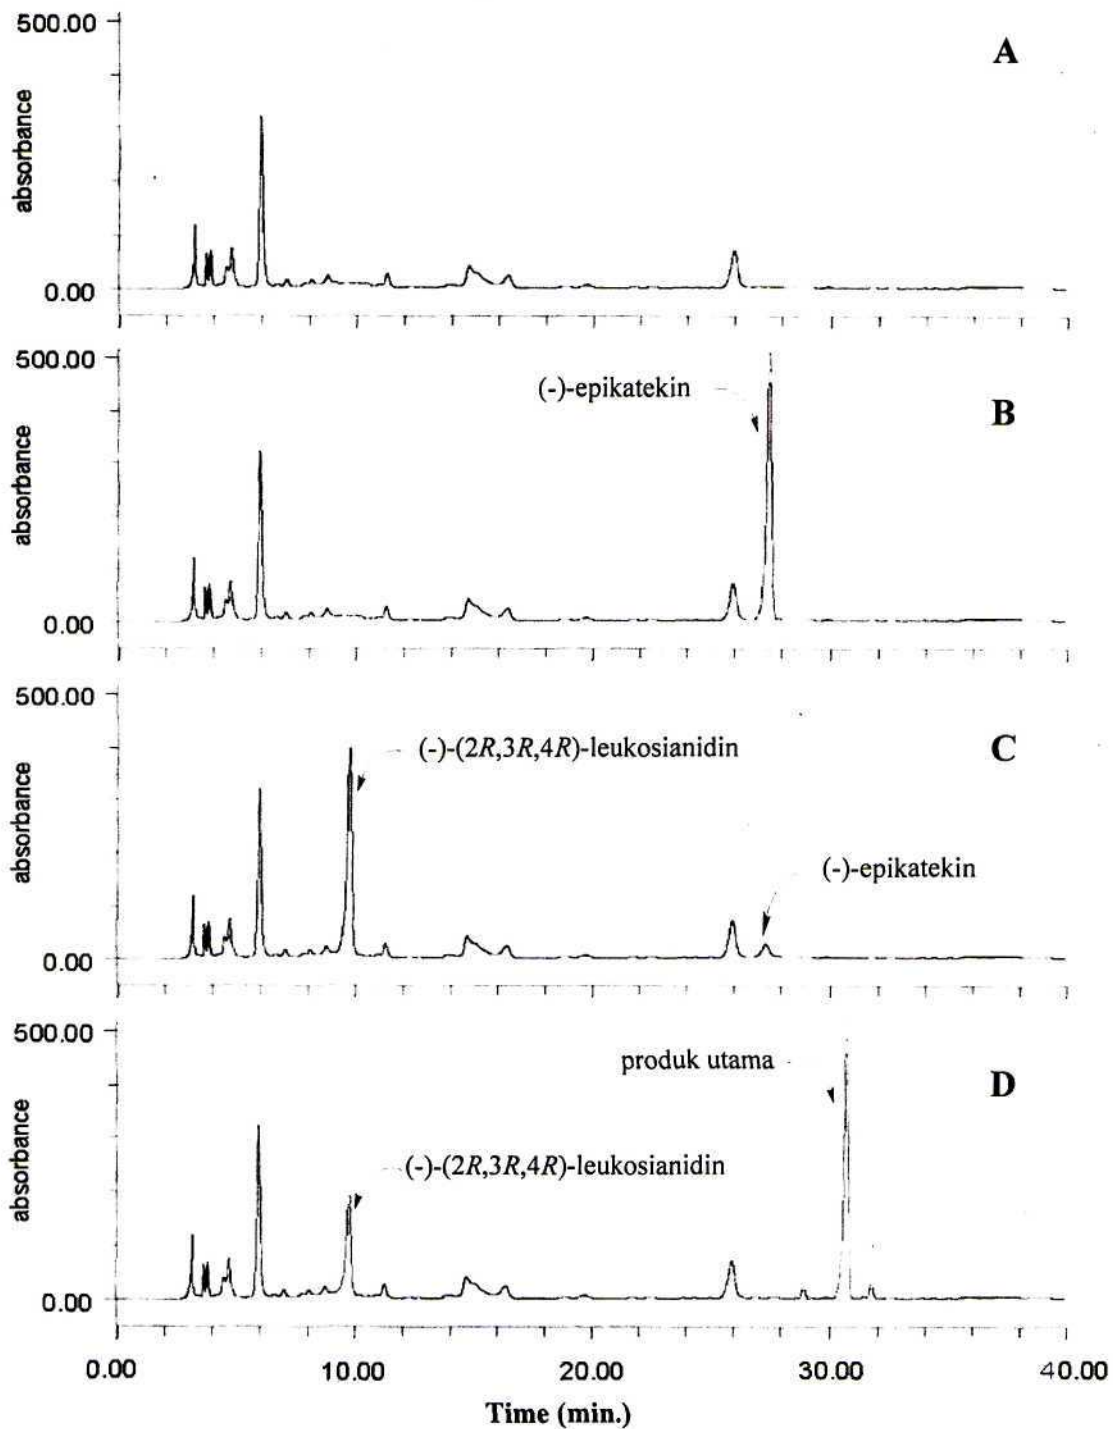 500.00
A
absorbance
0.00
500.00
(-)-epikatekin
B
absorbance
0.00
500.00
(-)-(2R,3R,4R)-leukosianidin
C
absorbance
(-)-epikatekin
0.00
500.00
produk utama
D
absorbance
(-)-(2R,3R,4R)-leukosianidin
0.00
0.00 10.00 20.00 30.00 40.00
Time (min.)